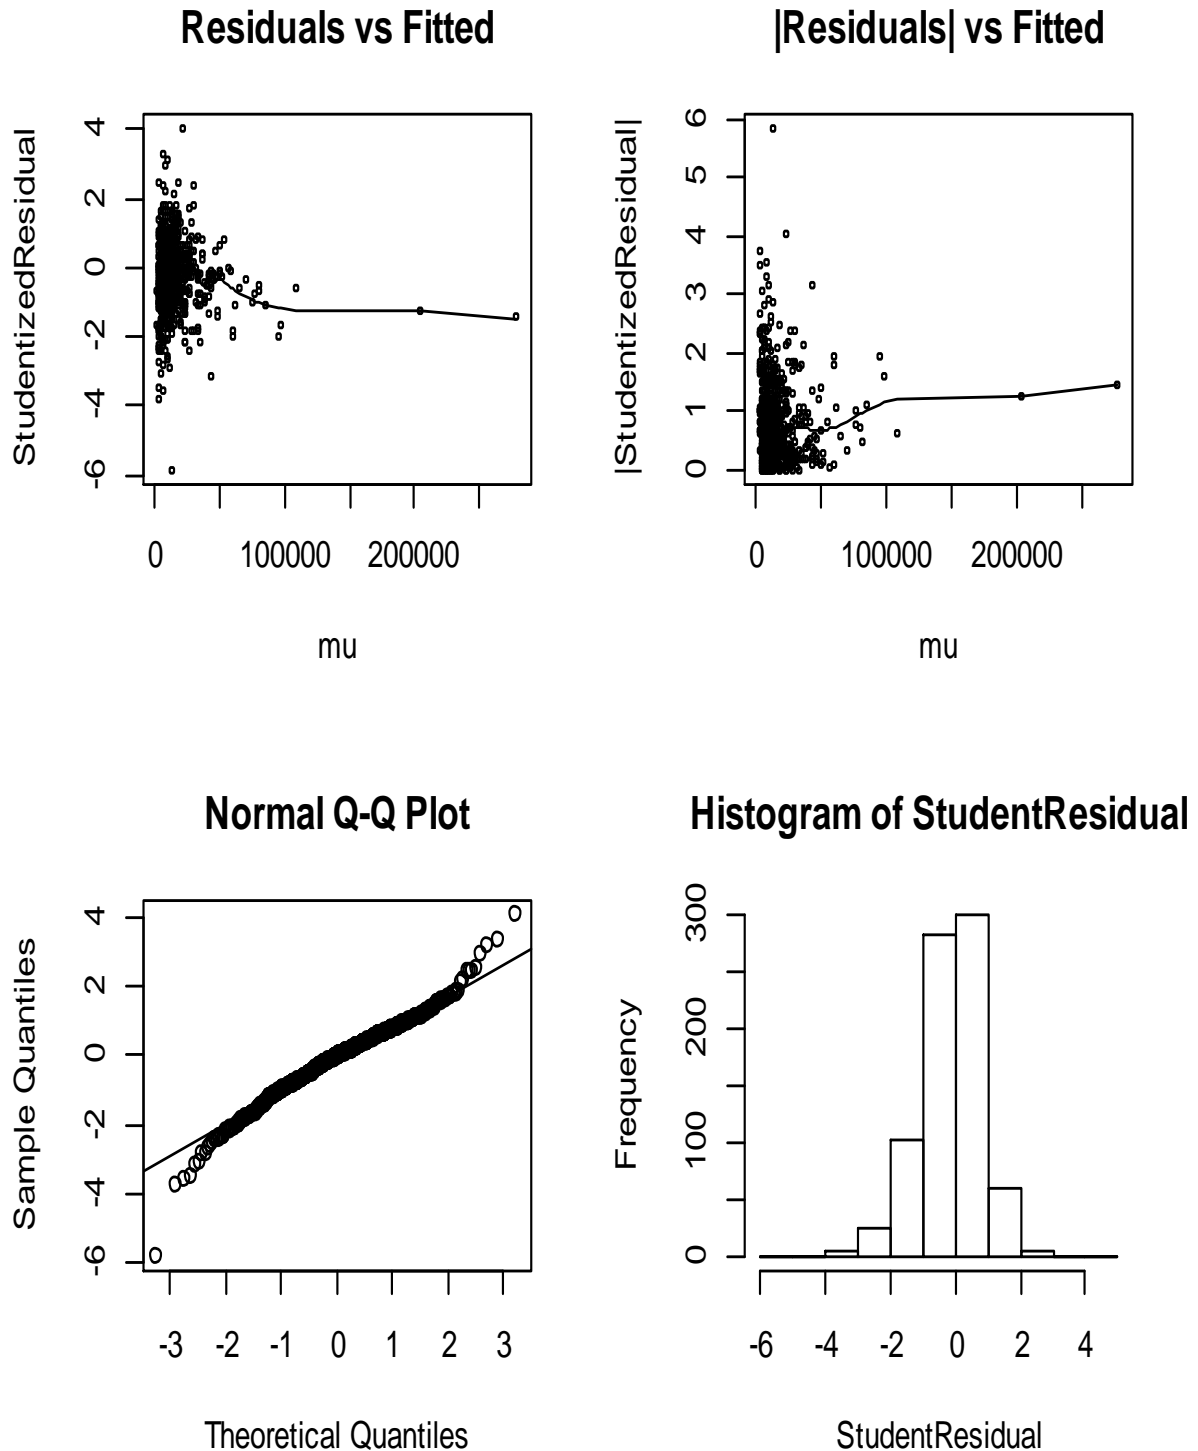 Residuals vs Fitted
StudentizedResidual
4
2
0
-2
-4
-6
0 100000 200000
mu
|Residuals| vs Fitted
|StudentizedResidual|
6
5
4
3
2
1
0
0 100000 200000
mu
Normal Q-Q Plot
Sample Quantiles
4
2
0
-2
-4
-6
-3 -2 -1 0 1 2 3
Theoretical Quantiles
Histogram of StudentResidual
Frequency
300
200
100
0
-6 -4 -2 0 2 4
StudentResidual